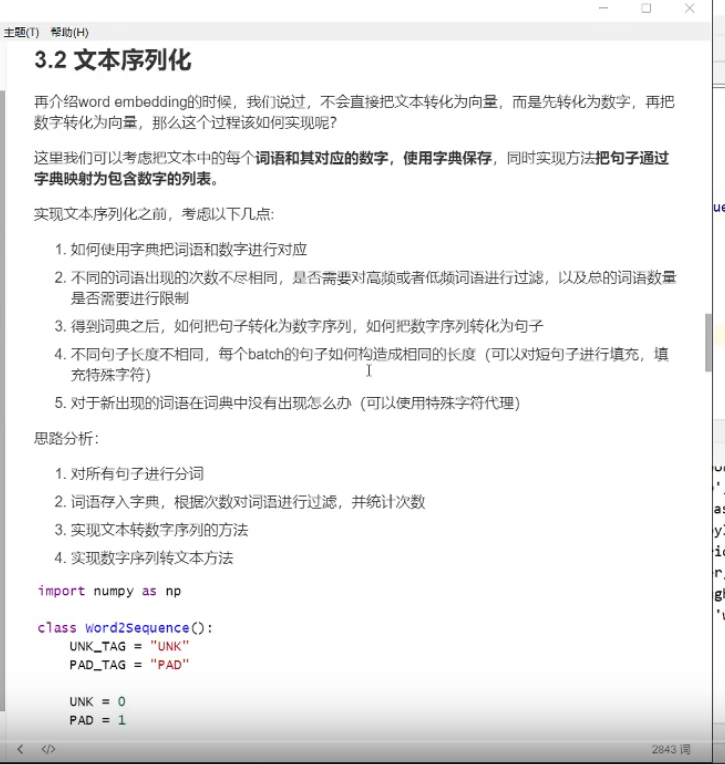 主题(T) 帮助(H)
3.2 文本序列化
再介绍word embedding的时候，我们说过，不会直接把文本转化为向量，而是先转化为数字，再把
数字转化为向量，那么这个过程该如何实现呢？
这里我们可以考虑把文本中的每个词语和其对应的数字，使用字典保存，同时实现方法把句子通过
字典映射为包含数字的列表。
实现文本序列化之前，考虑以下几点:
1. 如何使用字典把词语和数字进行对应
2. 不同的词语出现的次数不尽相同，是否需要对高频或者低频词语进行过滤，以及总的词语数量
是否需要进行限制
3. 得到词典之后，如何把句子转化为数字序列，如何把数字序列转化为句子
4. 不同句子长度不相同，每个batch的句子如何构造成相同的长度（可以对短句子进行填充，填
充特殊字符）
5. 对于新出现的词语在词典中没有出现怎么办（可以使用特殊字符代理）
思路分析：
1. 对所有句子进行分词
2. 词语存入字典，根据次数对词语进行过滤，并统计次数
3. 实现文本转数字序列的方法
4. 实现数字序列转文本方法
import numpy as np
class Word2Sequence():
UNK_TAG = "UNK"
PAD_TAG = "PAD"
UNK = 0
PAD = 1
2843 词